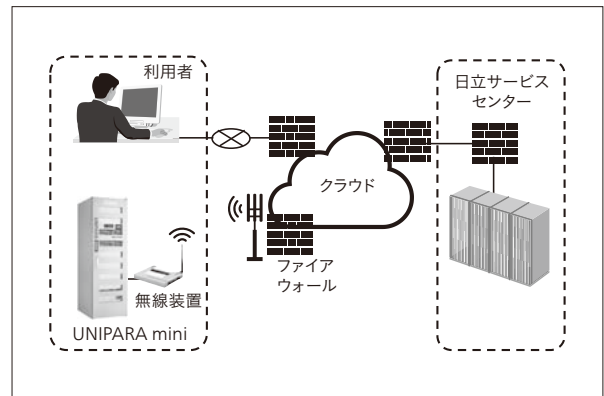 利用者
日立サービス
センター
クラウド
ファイア
ウォール
無線装置
UNIPARA mini